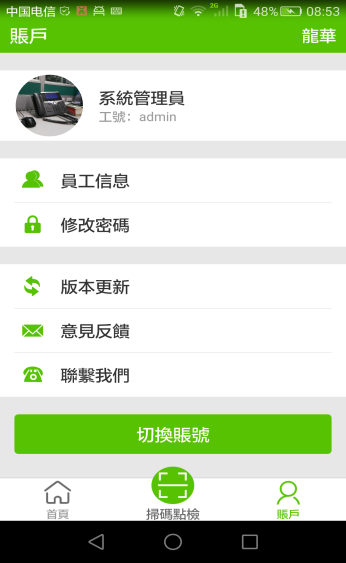 中国电信 2G 48% 08:53
賬戶 龍華
系統管理員
工號：admin
員工信息
修改密碼
版本更新
意見反饋
聯繫我們
切換賬號
首頁 掃碼點檢 賬戶